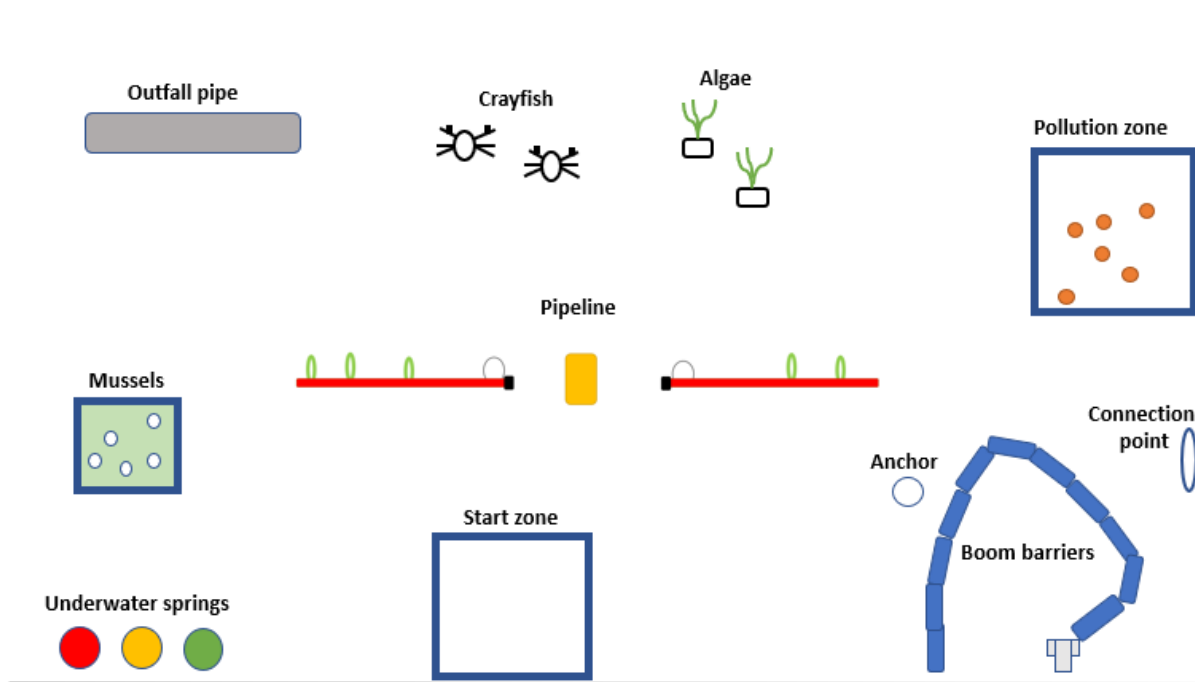 Outfall pipe
Crayfish
Algae
Pollution zone
Pipeline
Mussels
Connection
point
Anchor
Start zone
Boom barriers
Underwater springs